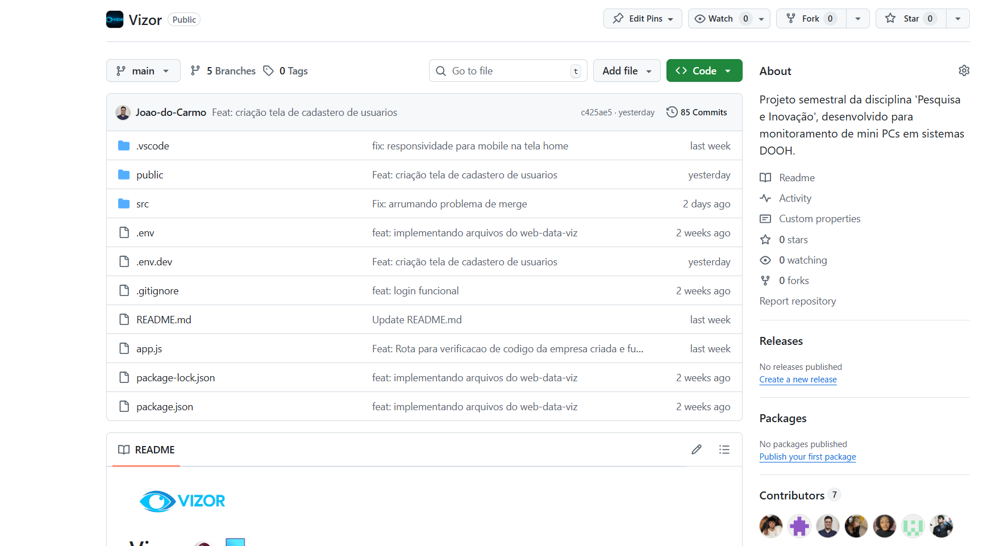 Vizor Public
Edit Pins Watch 0 Fork 0 Star 0
main 5 Branches 0 Tags
Go to file t Add file Code
Joao-do-Carmo Feat: criação tela de cadastero de usuarios c425ae5 · yesterday 85 Commits
.vscode fix: responsividade para mobile na tela home last week
public Feat: criação tela de cadastero de usuarios yesterday
src Fix: arrumando problema de merge 2 days ago
.env feat: implementando arquivos do web-data-viz 2 weeks ago
.env.dev Feat: criação tela de cadastero de usuarios yesterday
.gitignore feat: login funcional 2 weeks ago
README.md Update README.md last week
app.js Feat: Rota para verificacao de codigo da empresa criada e fu... last week
package-lock.json feat: implementando arquivos do web-data-viz 2 weeks ago
package.json feat: implementando arquivos do web-data-viz 2 weeks ago
README
VIZOR
About
Projeto semestral da disciplina 'Pesquisa
e Inovação', desenvolvido para
monitoramento de mini PCs em sistemas
DOOH.
Readme
Activity
Custom properties
0 stars
0 watching
0 forks
Report repository
Releases
No releases published
Create a new release
Packages
No packages published
Publish your first package
Contributors 7